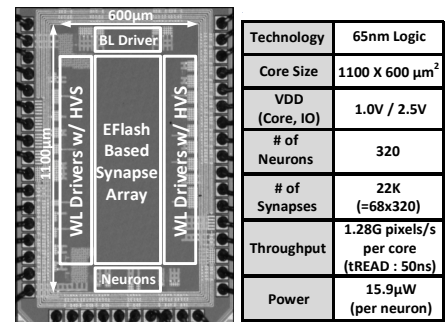 600μm
BL Driver
1100μm
WL Drivers w/ HVS
EFlash
Based
Synapse
Array
WL Drivers w/ HVS
Neurons
Technology
65nm Logic
Core Size
1100 X 600 μm²
VDD
(Core, IO)
1.0V / 2.5V
# of
Neurons
320
# of
Synapses
22K
(=68x320)
Throughput
1.28G pixels/s
per core
(tREAD : 50ns)
Power
15.9μW
(per neuron)